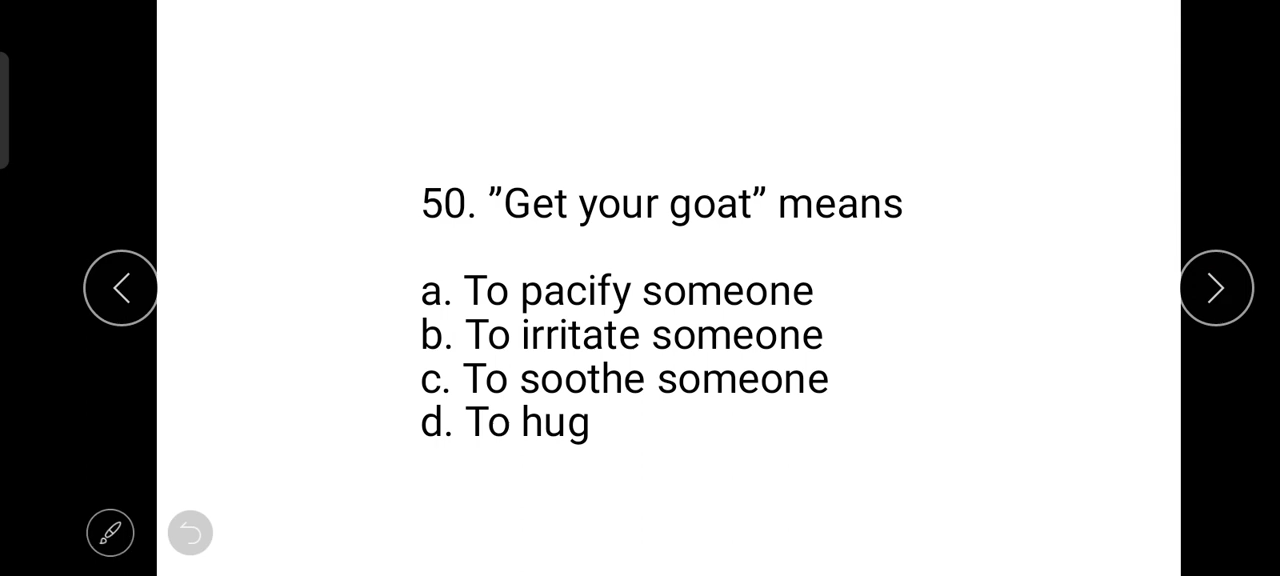 50. ”Get your goat” means
a. To pacify someone
b. To irritate someone
c. To soothe someone
d. To hug